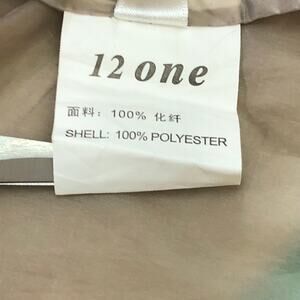 12 one
面料: 100% 化纤
SHELL: 100% POLYESTER